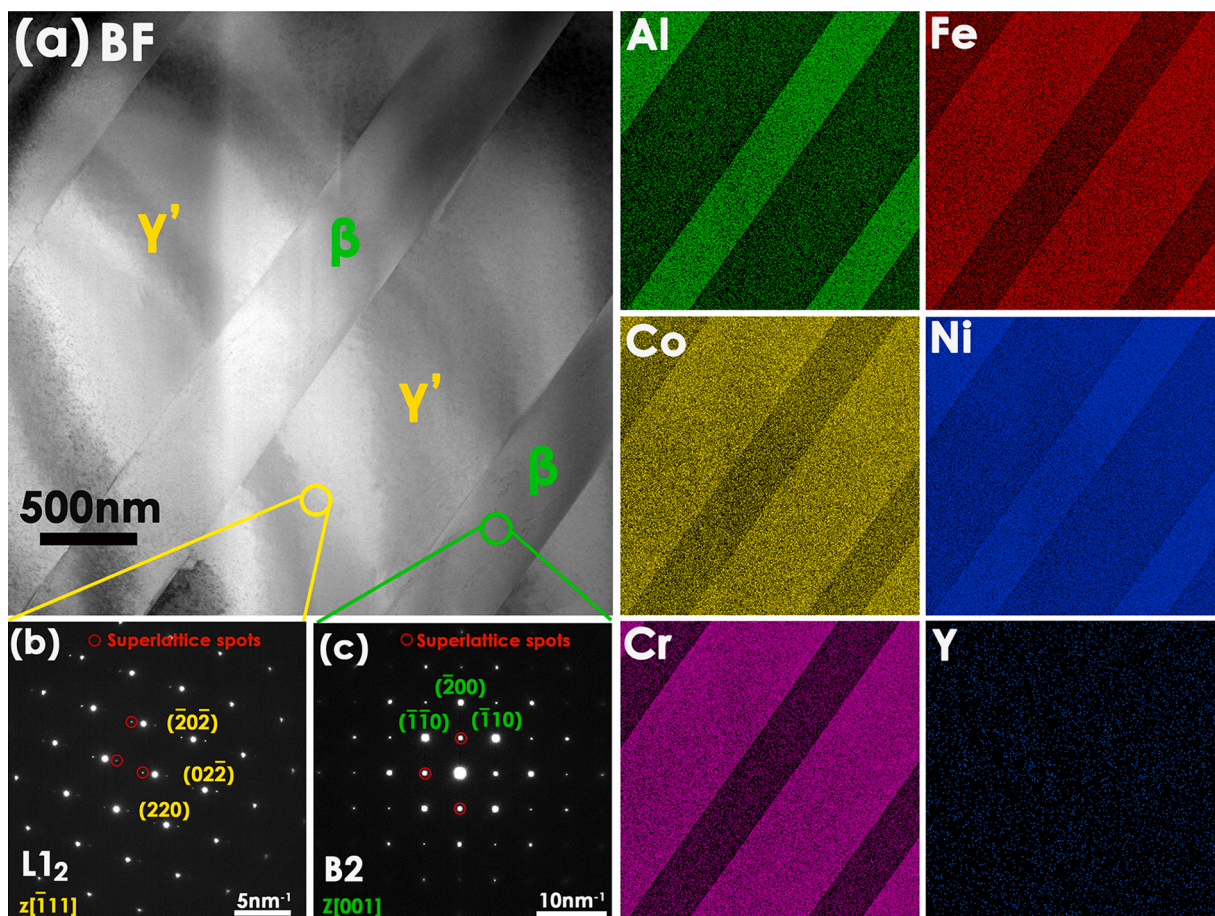 (a) BF
γ’
β
γ’
β
500nm
(b)
Superlattice spots
(2̅02̅)
(022̅)
(220)
L1₂
z[1̅11]
5nm⁻¹
(c)
Superlattice spots
(2̅00)
(1̅1̅0)
(1̅10)
B2
Z[001]
10nm⁻¹
Al
Fe
Co
Ni
Cr
Y